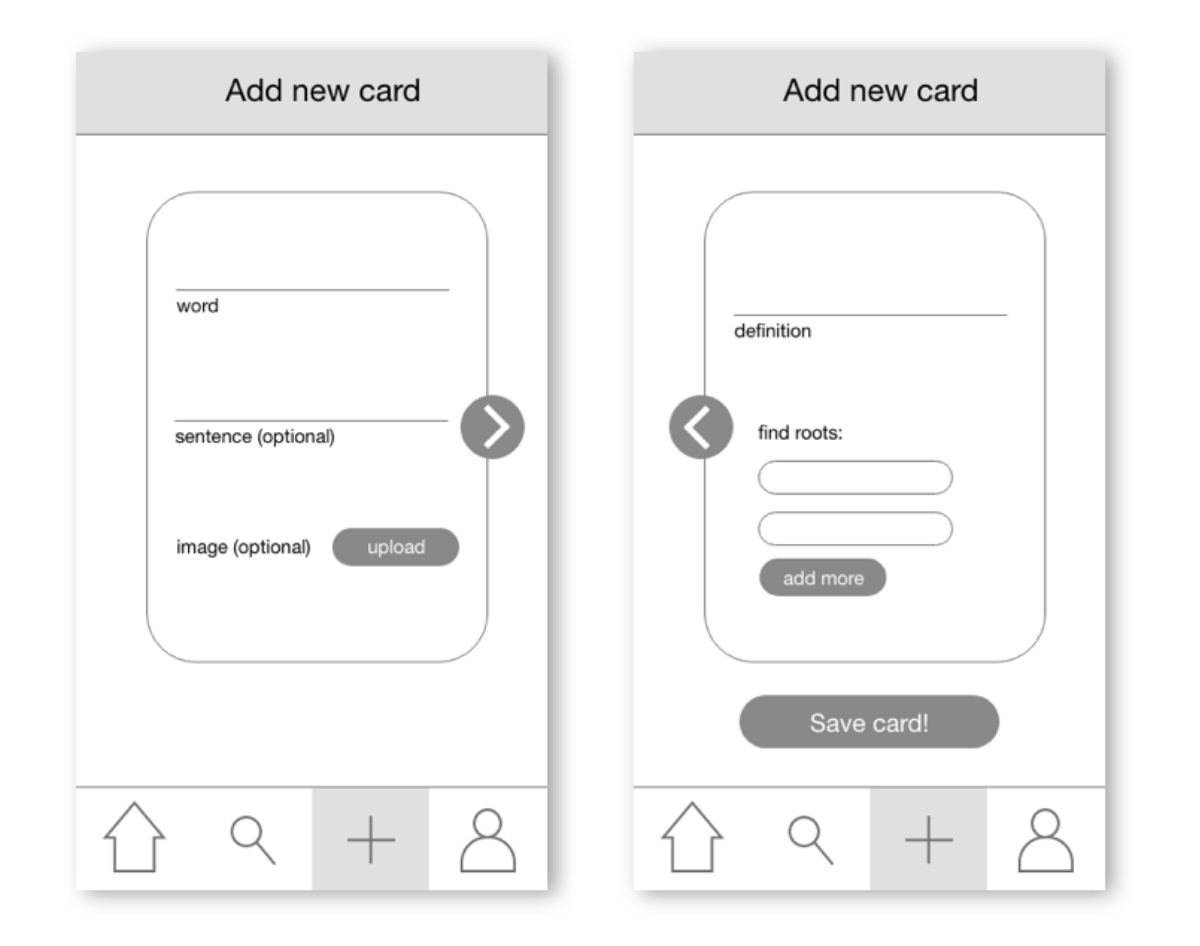 Add new card
word
sentence (optional)
image (optional) upload
Add new card
definition
find roots:
add more
Save card!